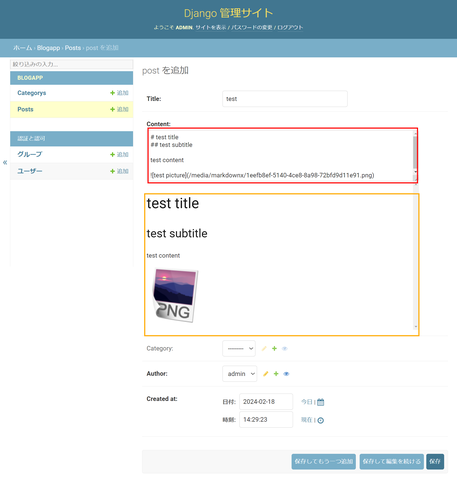 Django 管理サイト
ようこそ ADMIN. サイトを表示 / パスワードの変更 / ログアウト
ホーム › Blogapp › Posts › post を追加
絞り込みの入力...
BLOGAPP
Categorys + 追加
Posts + 追加
認証と認可
グループ + 追加
ユーザー + 追加
«
post を追加
Title: test
Content:
# test title
## test subtitle
test content
![test picture](/media/markdownx/1eefb8ef-5140-4ce8-8a98-72bfd9d11e91.png)
test title
test subtitle
test content
PNG
Category: ---------
Author: admin
Created at:
日付: 2024-02-18 今日 |
時刻: 14:29:23 現在 |
保存してもう一つ追加 保存して編集を続ける 保存